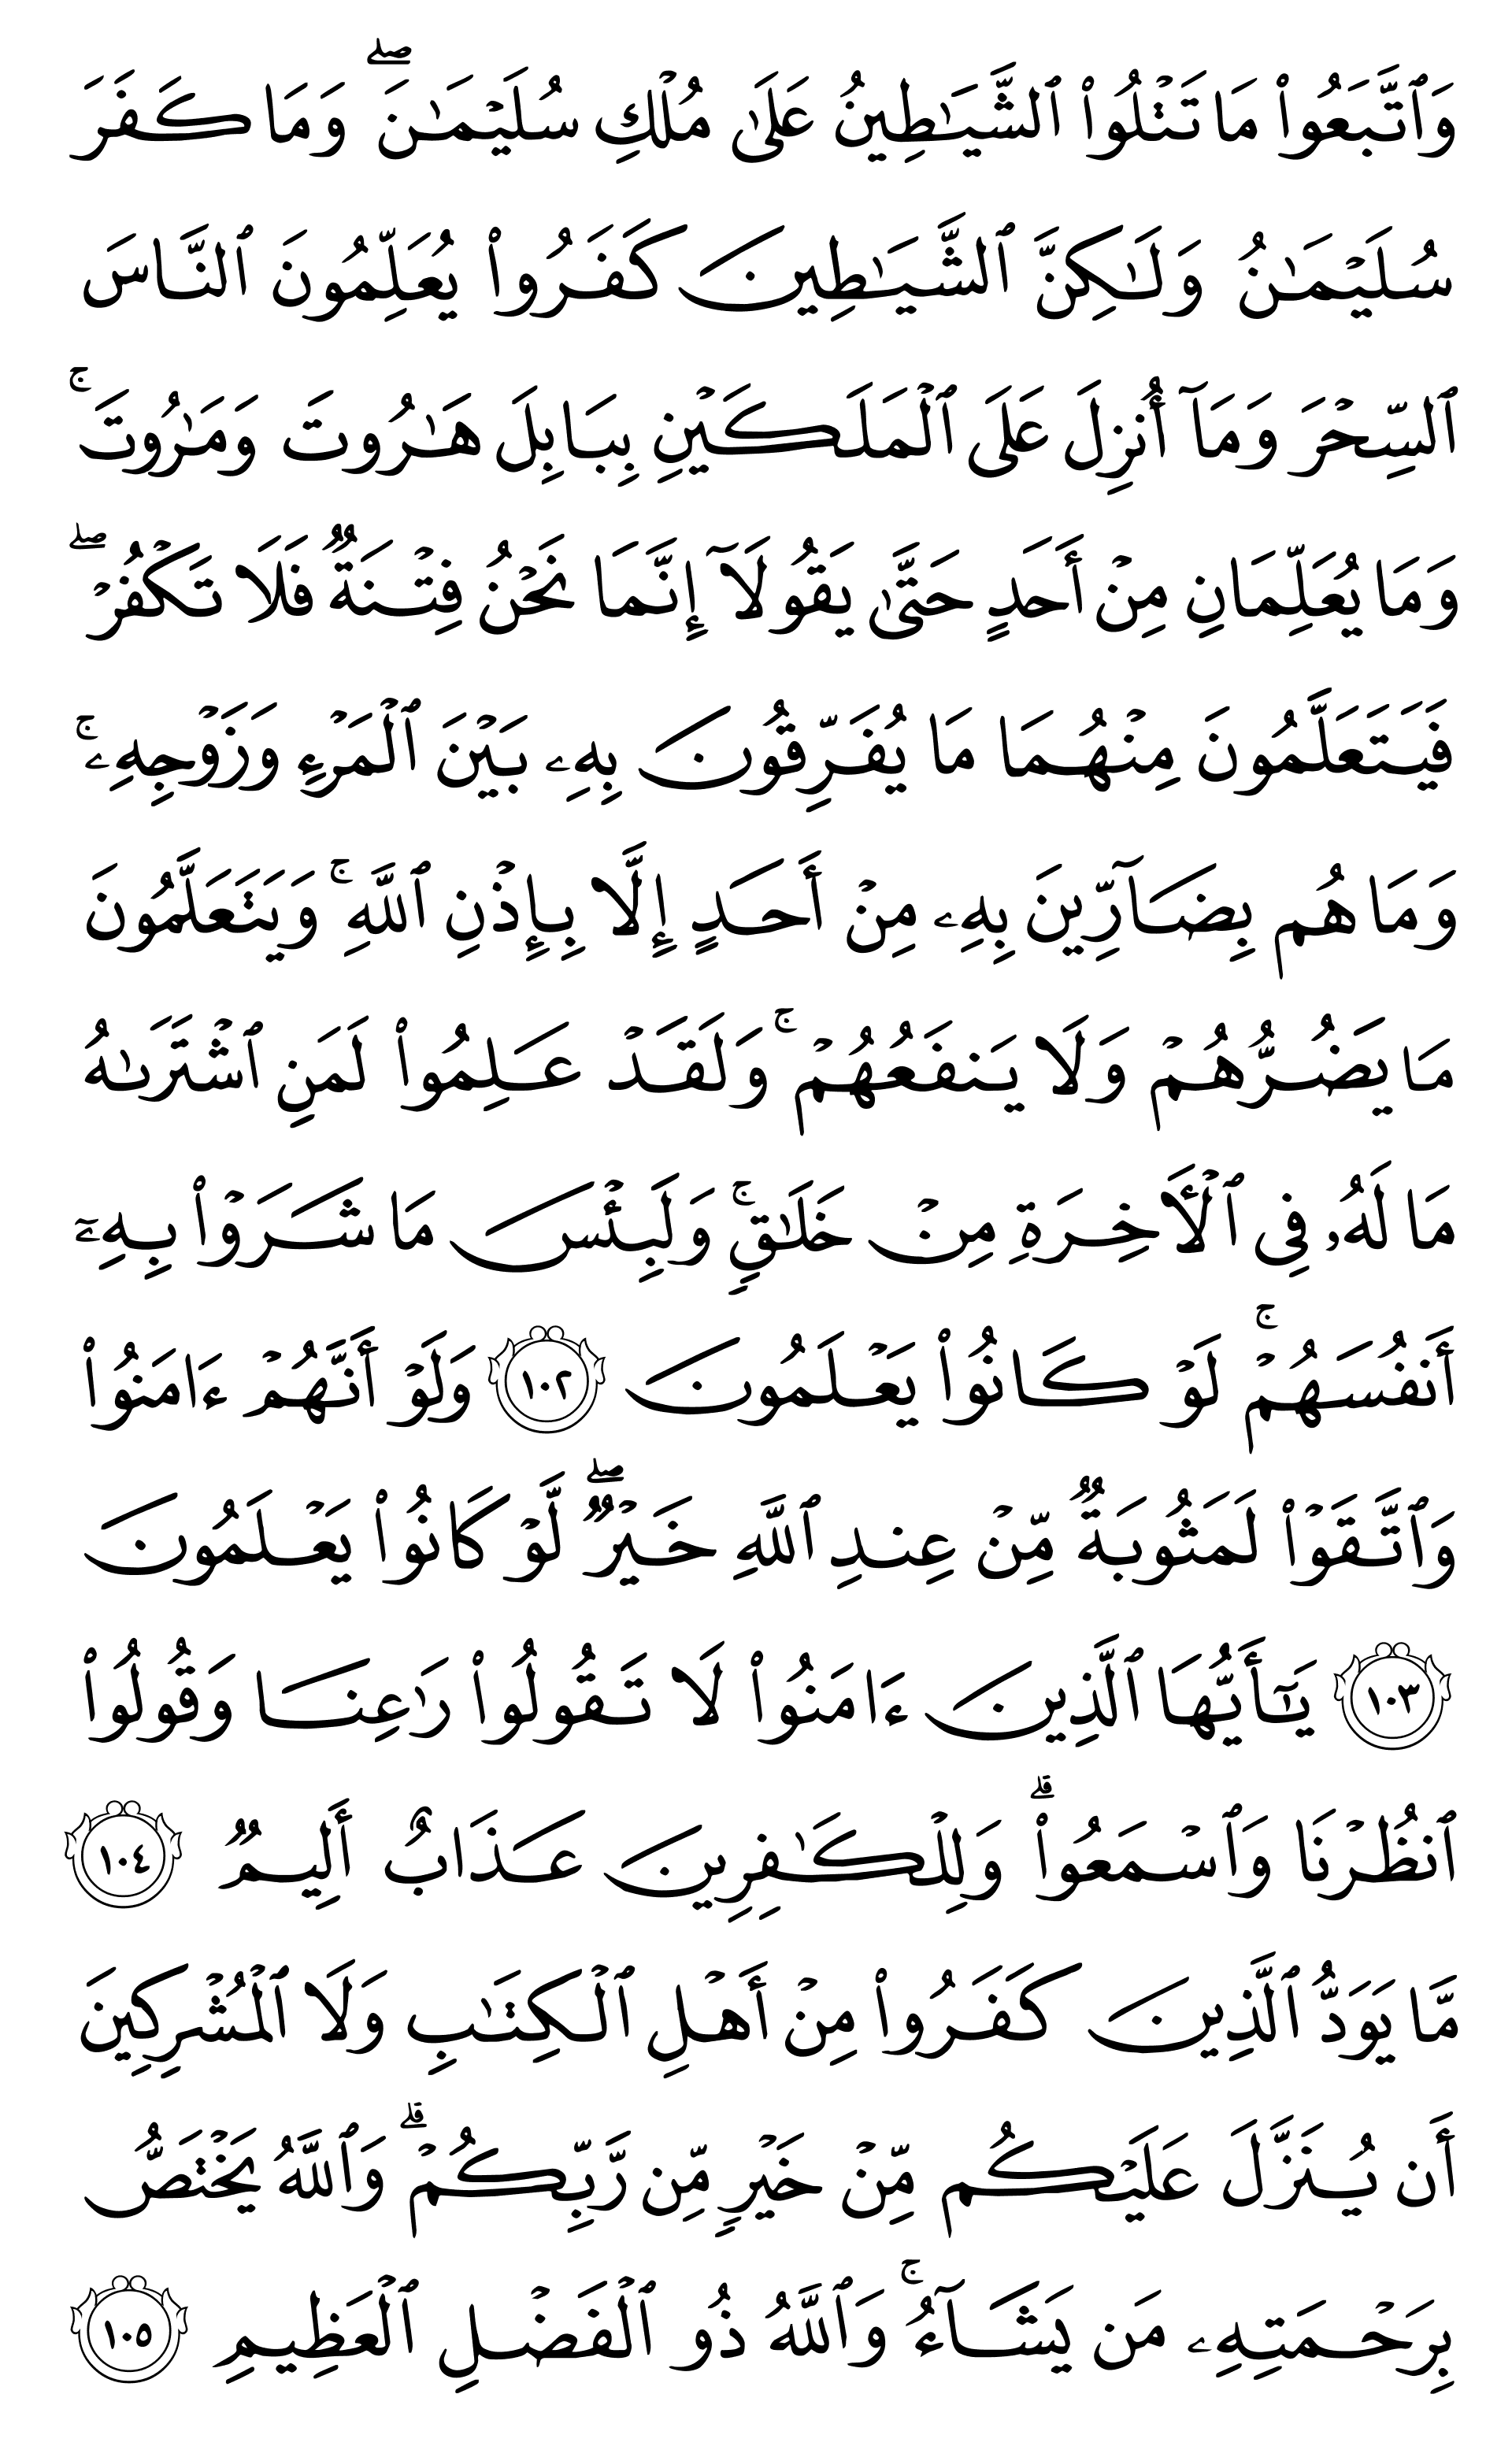 وَٱتَّبَعُوا۟ مَا تَتْلُوا۟ ٱلشَّيَـٰطِينُ عَلَىٰ مُلْكِ سُلَيْمَـٰنَ ۖ وَمَا كَفَرَ
سُلَيْمَـٰنُ وَلَـٰكِنَّ ٱلشَّيَـٰطِينَ كَفَرُوا۟ يُعَلِّمُونَ ٱلنَّاسَ
ٱلسِّحْرَ وَمَآ أُنزِلَ عَلَى ٱلْمَلَكَيْنِ بِبَابِلَ هَـٰرُوتَ وَمَـٰرُوتَ ۚ
وَمَا يُعَلِّمَانِ مِنْ أَحَدٍ حَتَّىٰ يَقُولَآ إِنَّمَا نَحْنُ فِتْنَةٌ فَلَا تَكْفُرْ ۖ
فَيَتَعَلَّمُونَ مِنْهُمَا مَا يُفَرِّقُونَ بِهِۦ بَيْنَ ٱلْمَرْءِ وَزَوْجِهِۦ ۚ
وَمَا هُم بِضَآرِّينَ بِهِۦ مِنْ أَحَدٍ إِلَّا بِإِذْنِ ٱللَّهِ ۚ وَيَتَعَلَّمُونَ
مَا يَضُرُّهُمْ وَلَا يَنفَعُهُمْ ۚ وَلَقَدْ عَلِمُوا۟ لَمَنِ ٱشْتَرَىٰهُ
مَا لَهُۥ فِى ٱلْـَٔاخِرَةِ مِنْ خَلَـٰقٍ ۚ وَلَبِئْسَ مَا شَرَوْا۟ بِهِۦٓ
أَنفُسَهُمْ ۚ لَوْ كَانُوا۟ يَعْلَمُونَ ١٠٢ وَلَوْ أَنَّهُمْ ءَامَنُوا۟
وَٱتَّقَوْا۟ لَمَثُوبَةٌ مِّنْ عِندِ ٱللَّهِ خَيْرٌ ۖ لَّوْ كَانُوا۟ يَعْلَمُونَ
١٠٣ يَـٰٓأَيُّهَا ٱلَّذِينَ ءَامَنُوا۟ لَا تَقُولُوا۟ رَٰعِنَا وَقُولُوا۟
ٱنظُرْنَا وَٱسْمَعُوا۟ ۗ وَلِلْكَـٰفِرِينَ عَذَابٌ أَلِيمٌ ١٠٤
مَّا يَوَدُّ ٱلَّذِينَ كَفَرُوا۟ مِنْ أَهْلِ ٱلْكِتَـٰبِ وَلَا ٱلْمُشْرِكِينَ
أَن يُنَزَّلَ عَلَيْكُم مِّنْ خَيْرٍ مِّن رَّبِّكُمْ ۗ وَٱللَّهُ يَخْتَصُّ
بِرَحْمَتِهِۦ مَن يَشَآءُ ۚ وَٱللَّهُ ذُو ٱلْفَضْلِ ٱلْعَظِيمِ ١٠٥